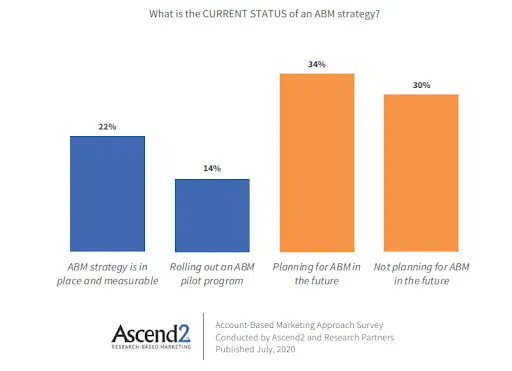 What is the CURRENT STATUS of an ABM strategy?
34%
30%
22%
14%
ABM strategy is in
place and measurable
Rolling out an ABM
pilot program
Planning for ABM in
the future
Not planning for ABM
in the future
Ascend2
RESEARCH-BASED MARKETING
Account-Based Marketing Approach Survey
Conducted by Ascend2 and Research Partners
Published July, 2020